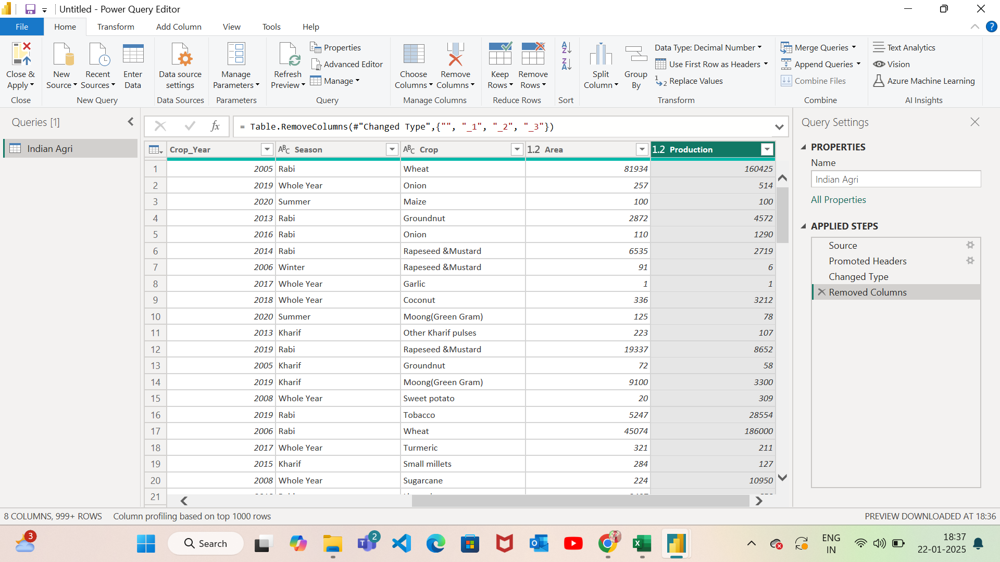 Untitled - Power Query Editor
File Home Transform Add Column View Tools Help
Close & Apply
Close
New Source
Recent Sources
Enter Data
New Query
Data source settings
Data Sources
Manage Parameters
Parameters
Refresh Preview
Properties
Advanced Editor
Manage
Query
Choose Columns
Remove Columns
Manage Columns
Keep Rows
Remove Rows
Reduce Rows
Sort
Split Column
Group By
Data Type: Decimal Number
Use First Row as Headers
Replace Values
Transform
Merge Queries
Append Queries
Combine Files
Combine
Text Analytics
Vision
Azure Machine Learning
AI Insights
Queries [1]
Indian Agri
fx = Table.RemoveColumns(#"Changed Type",{"", "_1", "_2", "_3"})
Crop_Year ABC Season ABC Crop 1.2 Area 1.2 Production
1 2005 Rabi Wheat 81934 160425
2 2019 Whole Year Onion 257 514
3 2020 Summer Maize 100 100
4 2013 Rabi Groundnut 2872 4572
5 2016 Rabi Onion 110 1290
6 2014 Rabi Rapeseed &Mustard 6535 2719
7 2006 Winter Rapeseed &Mustard 91 6
8 2017 Whole Year Garlic 1 1
9 2018 Whole Year Coconut 336 3212
10 2020 Summer Moong(Green Gram) 125 78
11 2013 Kharif Other Kharif pulses 223 107
12 2019 Rabi Rapeseed &Mustard 19337 8652
13 2005 Kharif Groundnut 72 58
14 2019 Kharif Moong(Green Gram) 9100 3300
15 2008 Whole Year Sweet potato 20 309
16 2019 Rabi Tobacco 5247 28554
17 2006 Rabi Wheat 45074 186000
18 2017 Whole Year Turmeric 321 211
19 2015 Kharif Small millets 284 127
20 2008 Whole Year Sugarcane 224 10950
21
Query Settings
PROPERTIES
Name
Indian Agri
All Properties
APPLIED STEPS
Source
Promoted Headers
Changed Type
Removed Columns
8 COLUMNS, 999+ ROWS Column profiling based on top 1000 rows PREVIEW DOWNLOADED AT 18:36
3
Search
2
ENG
IN
18:37
22-01-2025